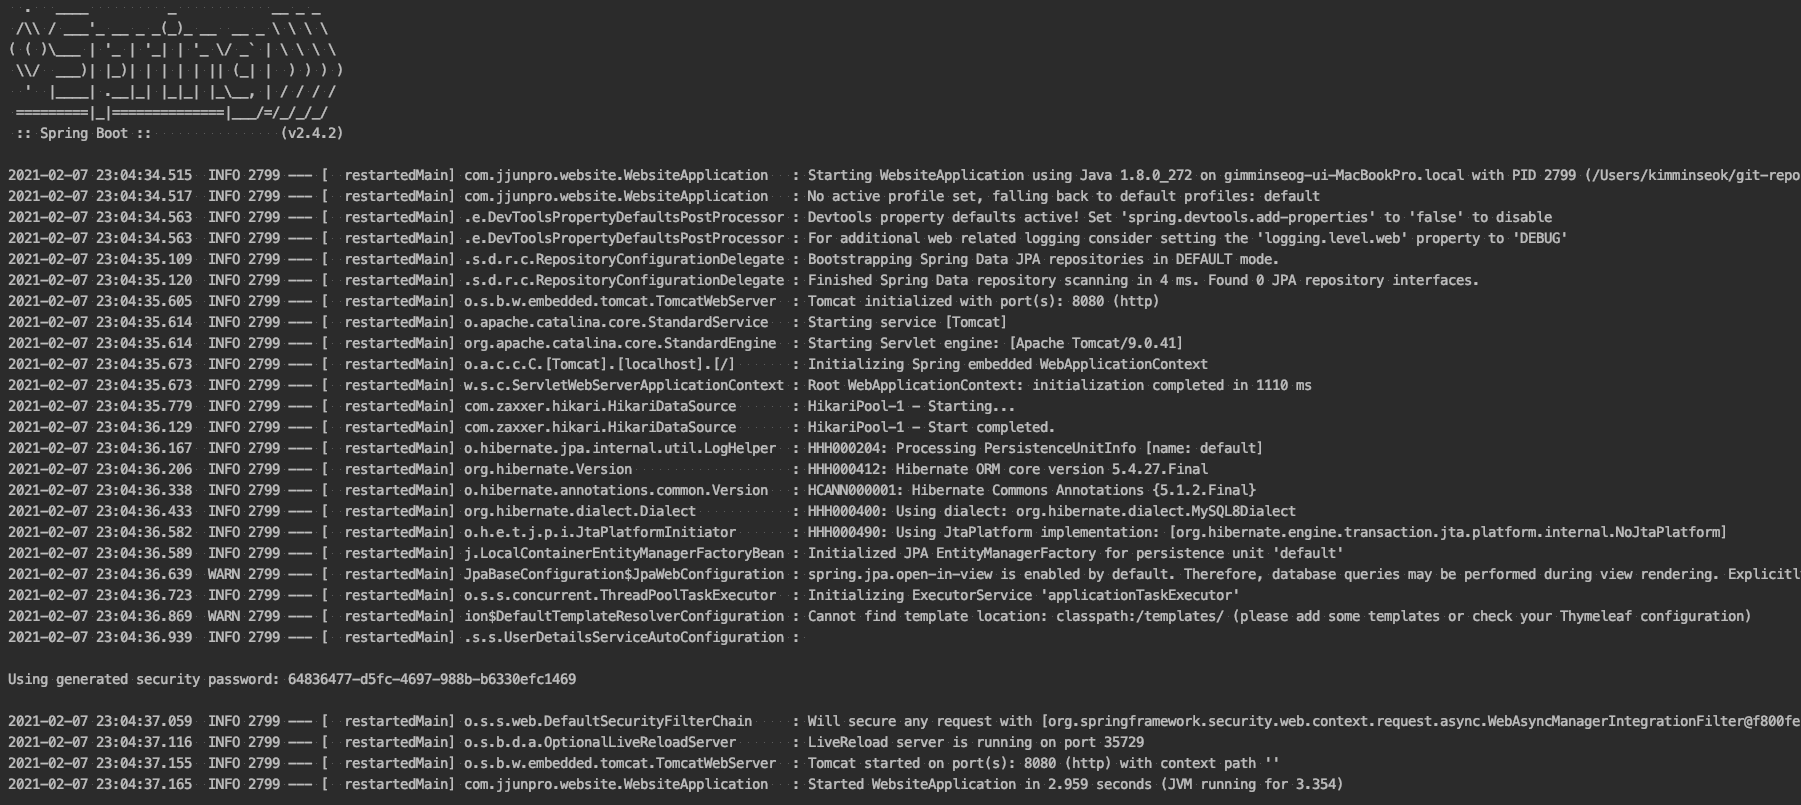 .   ____          _            __ _ _
 /\\ / ___'_ __ _ _(_)_ __  __ _ \ \ \ \
( ( )\___ | '_ | '_| | '_ \/ _` | \ \ \ \
 \\/  ___)| |_)| | | | | || (_| |  ) ) ) )
  '  |____| .__|_| |_|_| |_\__, | / / / /
 =========|_|==============|___/=/_/_/_/
 :: Spring Boot ::                (v2.4.2)
2021-02-07 23:04:34.515  INFO 2799 --- [  restartedMain] com.jjunpro.website.WebsiteApplication   : Starting WebsiteApplication using Java 1.8.0_272 on gimminseog-ui-MacBookPro.local with PID 2799 (/Users/kimminseok/git-repo
2021-02-07 23:04:34.517  INFO 2799 --- [  restartedMain] com.jjunpro.website.WebsiteApplication   : No active profile set, falling back to default profiles: default
2021-02-07 23:04:34.563  INFO 2799 --- [  restartedMain] .e.DevToolsPropertyDefaultsPostProcessor : Devtools property defaults active! Set 'spring.devtools.add-properties' to 'false' to disable
2021-02-07 23:04:34.563  INFO 2799 --- [  restartedMain] .e.DevToolsPropertyDefaultsPostProcessor : For additional web related logging consider setting the 'logging.level.web' property to 'DEBUG'
2021-02-07 23:04:35.109  INFO 2799 --- [  restartedMain] .s.d.r.c.RepositoryConfigurationDelegate : Bootstrapping Spring Data JPA repositories in DEFAULT mode.
2021-02-07 23:04:35.120  INFO 2799 --- [  restartedMain] .s.d.r.c.RepositoryConfigurationDelegate : Finished Spring Data repository scanning in 4 ms. Found 0 JPA repository interfaces.
2021-02-07 23:04:35.605  INFO 2799 --- [  restartedMain] o.s.b.w.embedded.tomcat.TomcatWebServer  : Tomcat initialized with port(s): 8080 (http)
2021-02-07 23:04:35.614  INFO 2799 --- [  restartedMain] o.apache.catalina.core.StandardService   : Starting service [Tomcat]
2021-02-07 23:04:35.614  INFO 2799 --- [  restartedMain] org.apache.catalina.core.StandardEngine  : Starting Servlet engine: [Apache Tomcat/9.0.41]
2021-02-07 23:04:35.673  INFO 2799 --- [  restartedMain] o.a.c.c.C.[Tomcat].[localhost].[/]       : Initializing Spring embedded WebApplicationContext
2021-02-07 23:04:35.673  INFO 2799 --- [  restartedMain] w.s.c.ServletWebServerApplicationContext : Root WebApplicationContext: initialization completed in 1110 ms
2021-02-07 23:04:35.779  INFO 2799 --- [  restartedMain] com.zaxxer.hikari.HikariDataSource       : HikariPool-1 - Starting...
2021-02-07 23:04:36.129  INFO 2799 --- [  restartedMain] com.zaxxer.hikari.HikariDataSource       : HikariPool-1 - Start completed.
2021-02-07 23:04:36.167  INFO 2799 --- [  restartedMain] o.hibernate.jpa.internal.util.LogHelper  : HHH000204: Processing PersistenceUnitInfo [name: default]
2021-02-07 23:04:36.206  INFO 2799 --- [  restartedMain] org.hibernate.Version                    : HHH000412: Hibernate ORM core version 5.4.27.Final
2021-02-07 23:04:36.338  INFO 2799 --- [  restartedMain] o.hibernate.annotations.common.Version   : HCANN000001: Hibernate Commons Annotations {5.1.2.Final}
2021-02-07 23:04:36.433  INFO 2799 --- [  restartedMain] org.hibernate.dialect.Dialect            : HHH000400: Using dialect: org.hibernate.dialect.MySQL8Dialect
2021-02-07 23:04:36.582  INFO 2799 --- [  restartedMain] o.h.e.t.j.p.i.JtaPlatformInitiator       : HHH000490: Using JtaPlatform implementation: [org.hibernate.engine.transaction.jta.platform.internal.NoJtaPlatform]
2021-02-07 23:04:36.589  INFO 2799 --- [  restartedMain] j.LocalContainerEntityManagerFactoryBean : Initialized JPA EntityManagerFactory for persistence unit 'default'
2021-02-07 23:04:36.639  WARN 2799 --- [  restartedMain] JpaBaseConfiguration$JpaWebConfiguration : spring.jpa.open-in-view is enabled by default. Therefore, database queries may be performed during view rendering. Explicitl
2021-02-07 23:04:36.723  INFO 2799 --- [  restartedMain] o.s.s.concurrent.ThreadPoolTaskExecutor  : Initializing ExecutorService 'applicationTaskExecutor'
2021-02-07 23:04:36.869  WARN 2799 --- [  restartedMain] ion$DefaultTemplateResolverConfiguration : Cannot find template location: classpath:/templates/ (please add some templates or check your Thymeleaf configuration)
2021-02-07 23:04:36.939  INFO 2799 --- [  restartedMain] .s.s.UserDetailsServiceAutoConfiguration :
Using generated security password: 64836477-d5fc-4697-988b-b6330efc1469
2021-02-07 23:04:37.059  INFO 2799 --- [  restartedMain] o.s.s.web.DefaultSecurityFilterChain     : Will secure any request with [org.springframework.security.web.context.request.async.WebAsyncManagerIntegrationFilter@f800fe
2021-02-07 23:04:37.116  INFO 2799 --- [  restartedMain] o.s.b.d.a.OptionalLiveReloadServer       : LiveReload server is running on port 35729
2021-02-07 23:04:37.155  INFO 2799 --- [  restartedMain] o.s.b.w.embedded.tomcat.TomcatWebServer  : Tomcat started on port(s): 8080 (http) with context path ''
2021-02-07 23:04:37.165  INFO 2799 --- [  restartedMain] com.jjunpro.website.WebsiteApplication   : Started WebsiteApplication in 2.959 seconds (JVM running for 3.354)